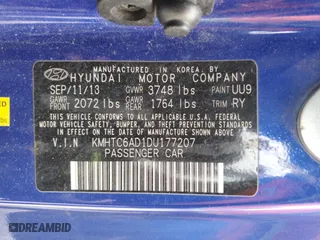 MANUFACTURED IN KOREA BY
HYUNDAI MOTOR COMPANY
SEP/11/13 GVWR 3748 lbs PAINT UU9
GAWR FRONT 2072 lbs GAWR REAR 1764 lbs TRIM RY
THIS VEHICLE CONFORMS TO ALL APPLICABLE U.S. FEDERAL
MOTOR VEHICLE SAFETY, BUMPER, AND THEFT PREVENTION
STANDARDS IN EFFECT ON THE DATE OF MANUFACTURE
SHOWN ABOVE.
V.I.N KMHTC6AD1DU177207
PASSENGER CAR
DREAMBID